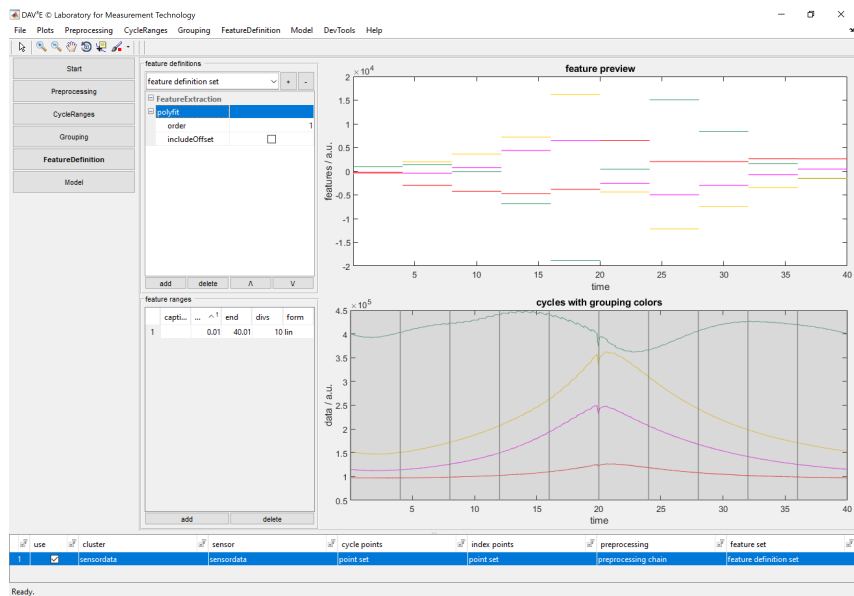 DAV³E © Laboratory for Measurement Technology
File Plots Preprocessing CycleRanges Grouping FeatureDefinition Model DevTools Help
Start
Preprocessing
CycleRanges
Grouping
FeatureDefinition
Model
feature definitions
feature definition set + -
FeatureExtraction
polyfit
order 1
includeOffset
add delete Λ V
feature ranges
capti... ... ^1 end divs form
1 0.01 40.01 10 lin
add delete
feature preview
×10⁴
features / a.u.
2
1.5
1
0.5
0
-0.5
-1
-1.5
-2
5 10 15 20 25 30 35 40
time
cycles with grouping colors
×10⁵
data / a.u.
4.5
4
3.5
3
2.5
2
1.5
1
0.5
5 10 15 20 25 30 35 40
time
use cluster sensor cycle points index points preprocessing feature set
1 sensordata sensordata point set point set preprocessing chain feature definition set
Ready.